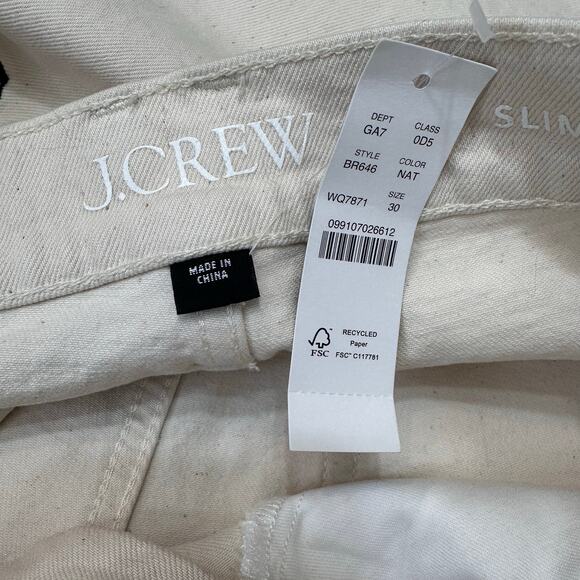 J.CREW
SLIM
MADE IN
CHINA
DEPT CLASS
GA7 0D5
STYLE COLOR
BR646 NAT
SIZE
WQ7871 30
099107026612
FSC
RECYCLED
Paper
FSC™ C117781